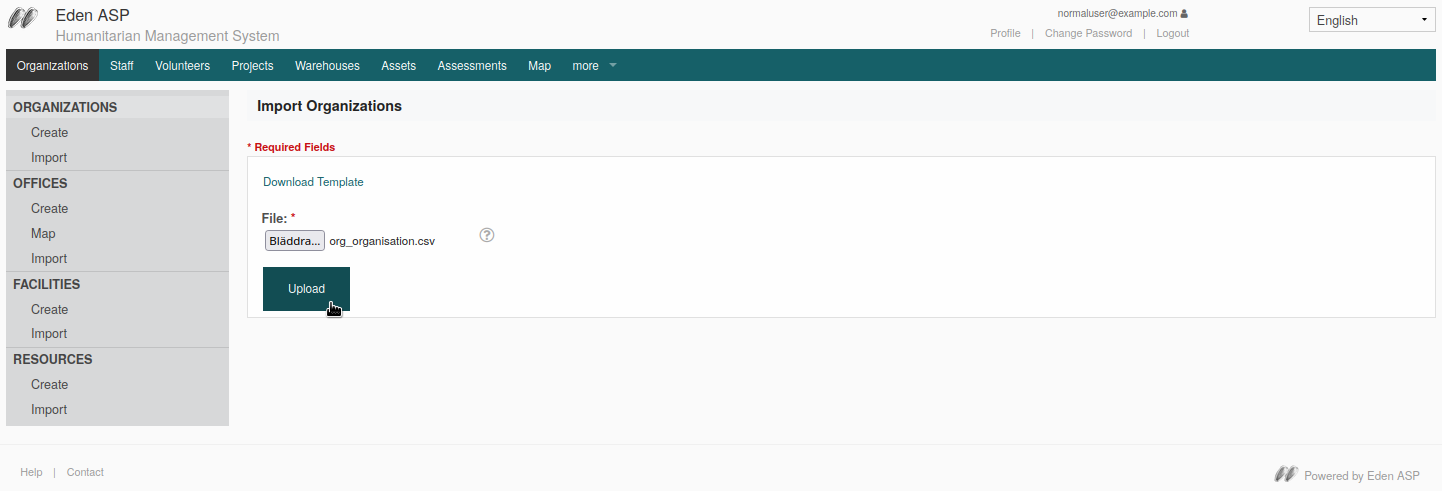 Eden ASP
Humanitarian Management System
normaluser@example.com
Profile | Change Password | Logout
English
Organizations Staff Volunteers Projects Warehouses Assets Assessments Map more
ORGANIZATIONS
Create
Import
OFFICES
Create
Map
Import
FACILITIES
Create
Import
RESOURCES
Create
Import
Import Organizations
* Required Fields
Download Template
File: *
Bläddra... org_organisation.csv ?
Upload
Help | Contact
Powered by Eden ASP